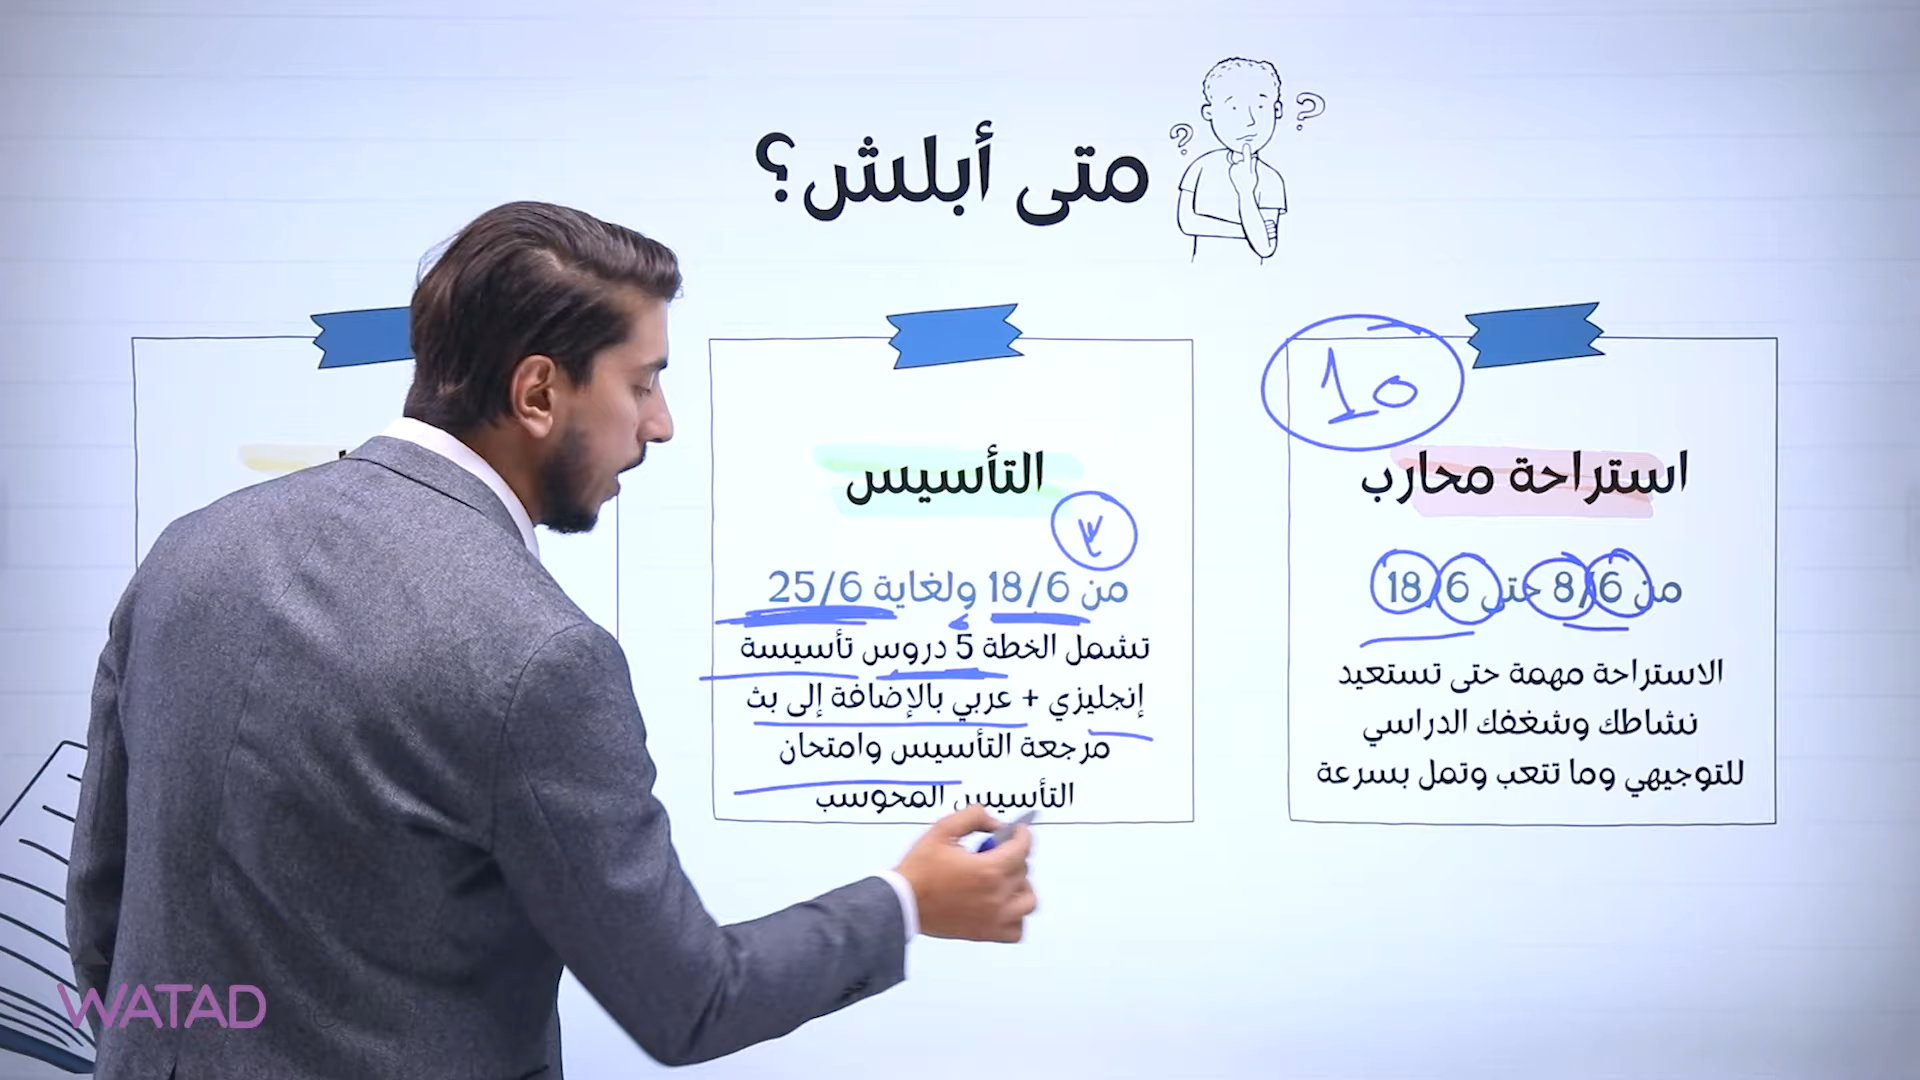 متى أبلش؟
10
استراحة محارب
من 8/6 حتى 18/6
الاستراحة مهمة حتى تستعيد
نشاطك وشغفك الدراسي
للتوجيهي وما تتعب وتمل بسرعة
التأسيس
من 18/6 ولغاية 25/6
تشمل الخطة 5 دروس تأسيسة
إنجليزي + عربي بالإضافة إلى بث
مرجعة التأسيس وامتحان
التأسيس المحوسب
WATAD